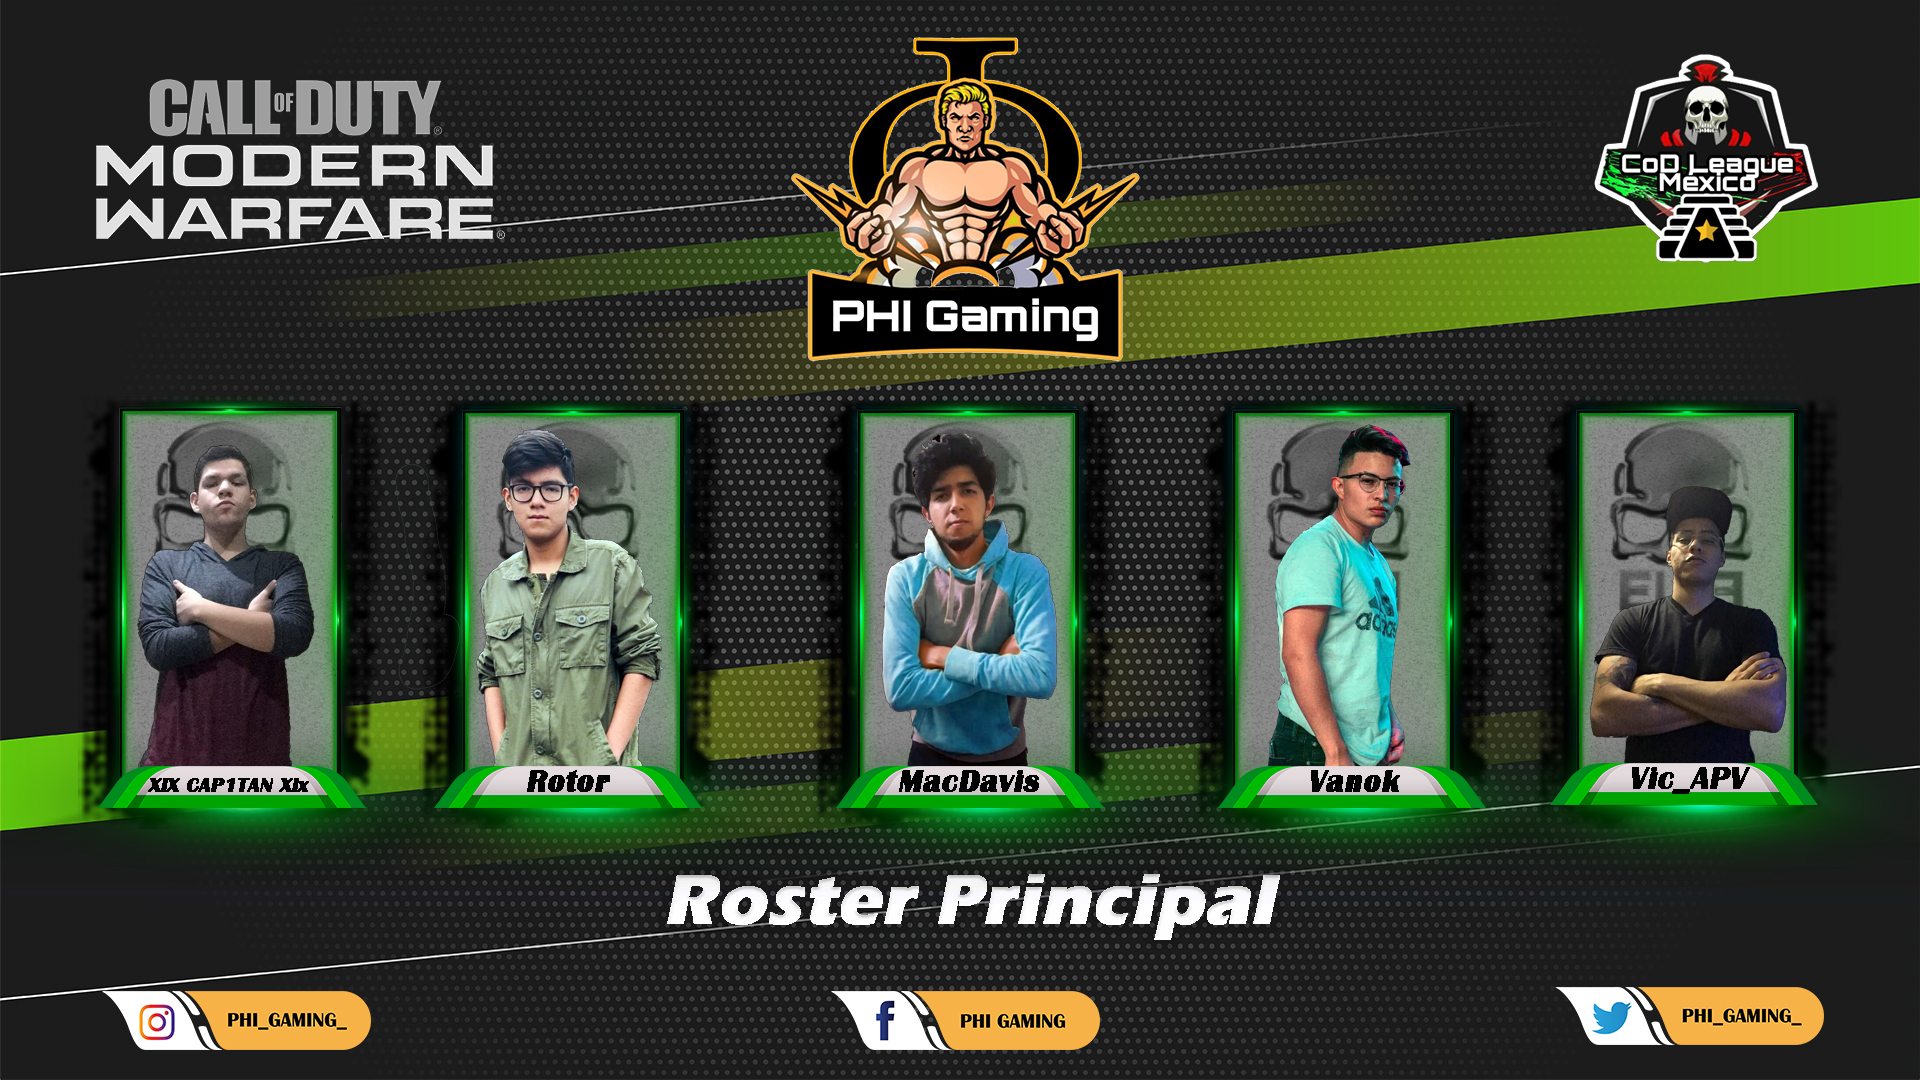 CALL OF DUTY®
MODERN
WARFARE®
PHI Gaming
CoD League
Mexico
adidas
XIX CAP1TAN XIx
Rotor
MacDavis
Vanok
Vic_APV
Roster Principal
PHI_GAMING_
PHI GAMING
PHI_GAMING_